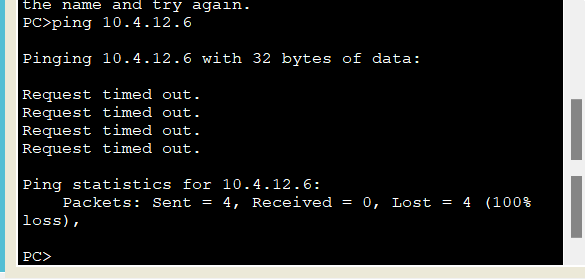 the name and try again.
PC>ping 10.4.12.6
Pinging 10.4.12.6 with 32 bytes of data:
Request timed out.
Request timed out.
Request timed out.
Request timed out.
Ping statistics for 10.4.12.6:
    Packets: Sent = 4, Received = 0, Lost = 4 (100%
loss),
PC>